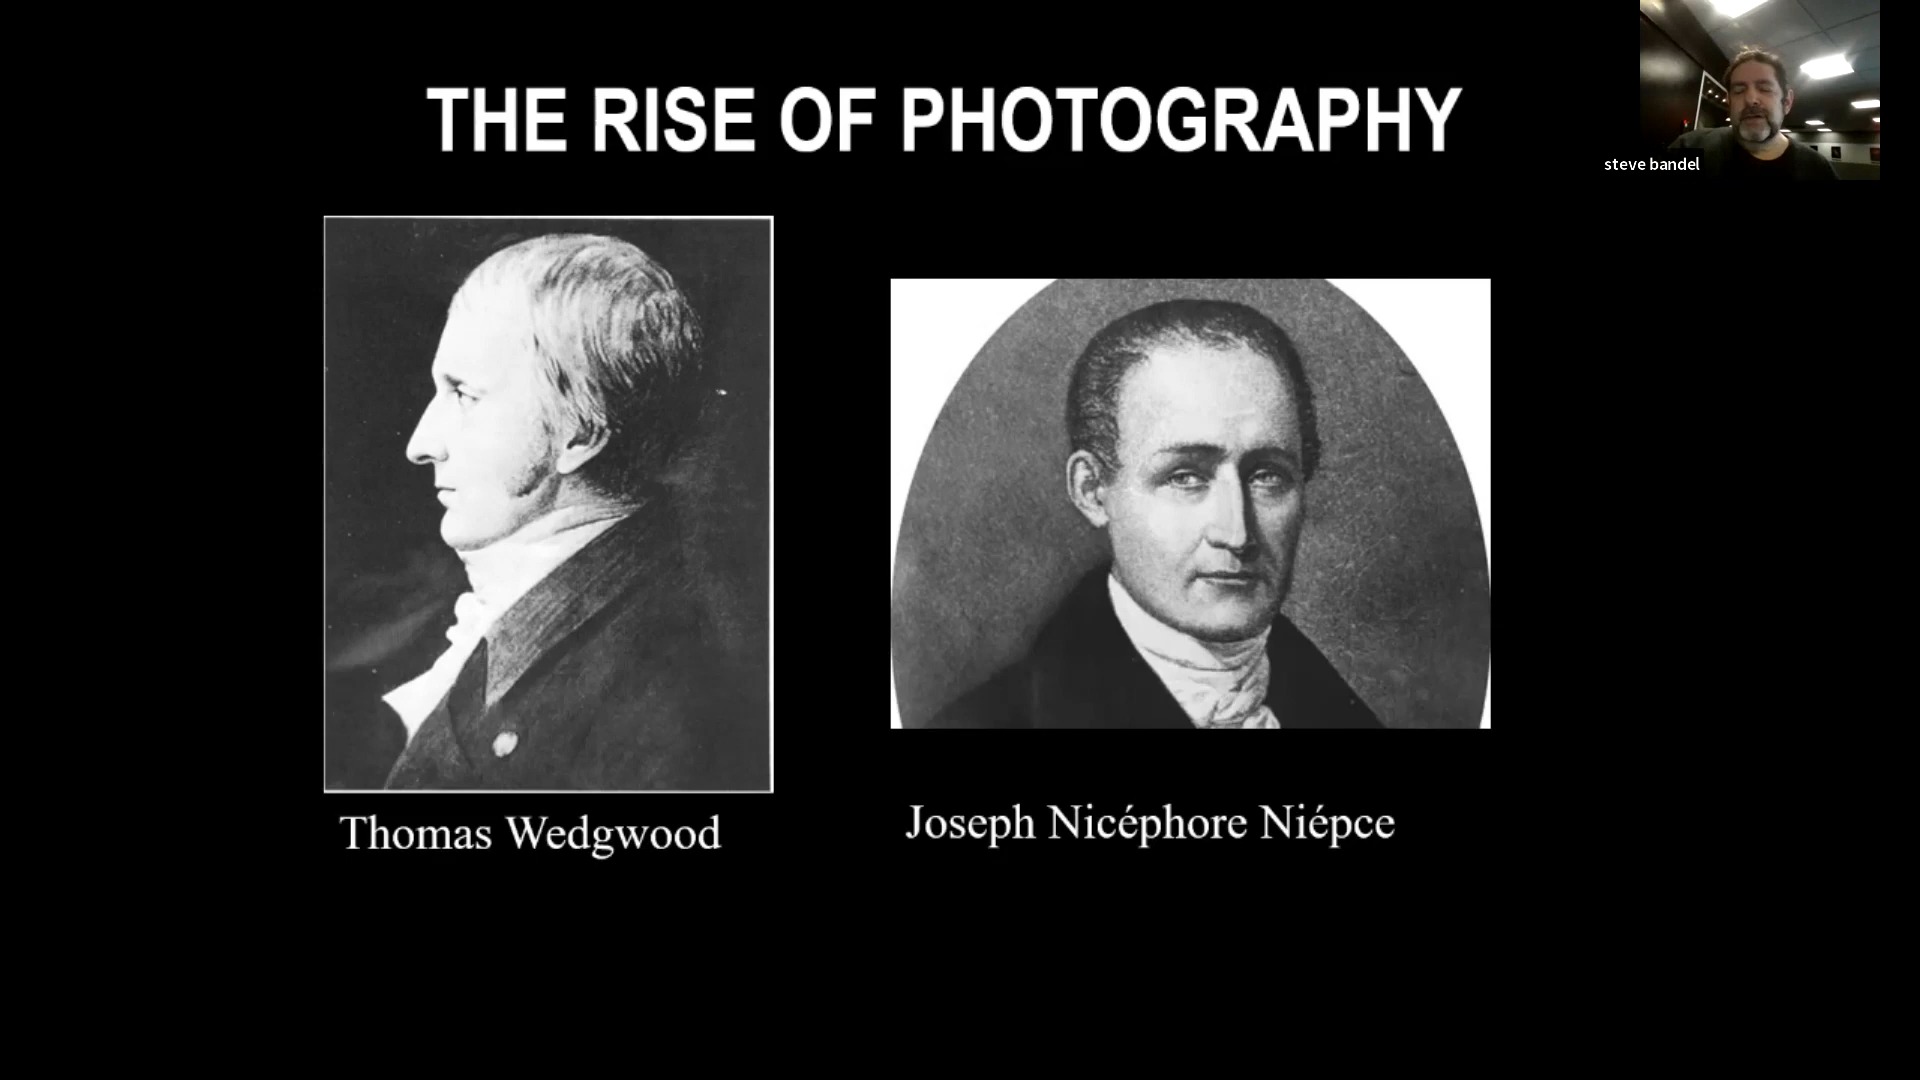 THE RISE OF PHOTOGRAPHY
steve bandel
Thomas Wedgwood
Joseph Nicéphore Niépce